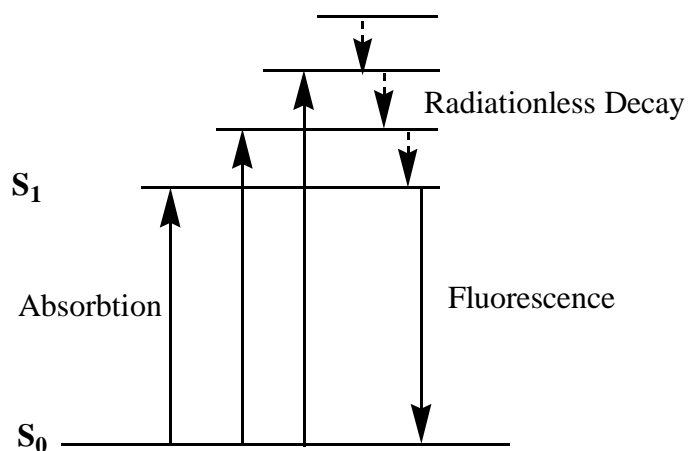 Radiationless Decay
S₁
Absorbtion
Fluorescence
S₀